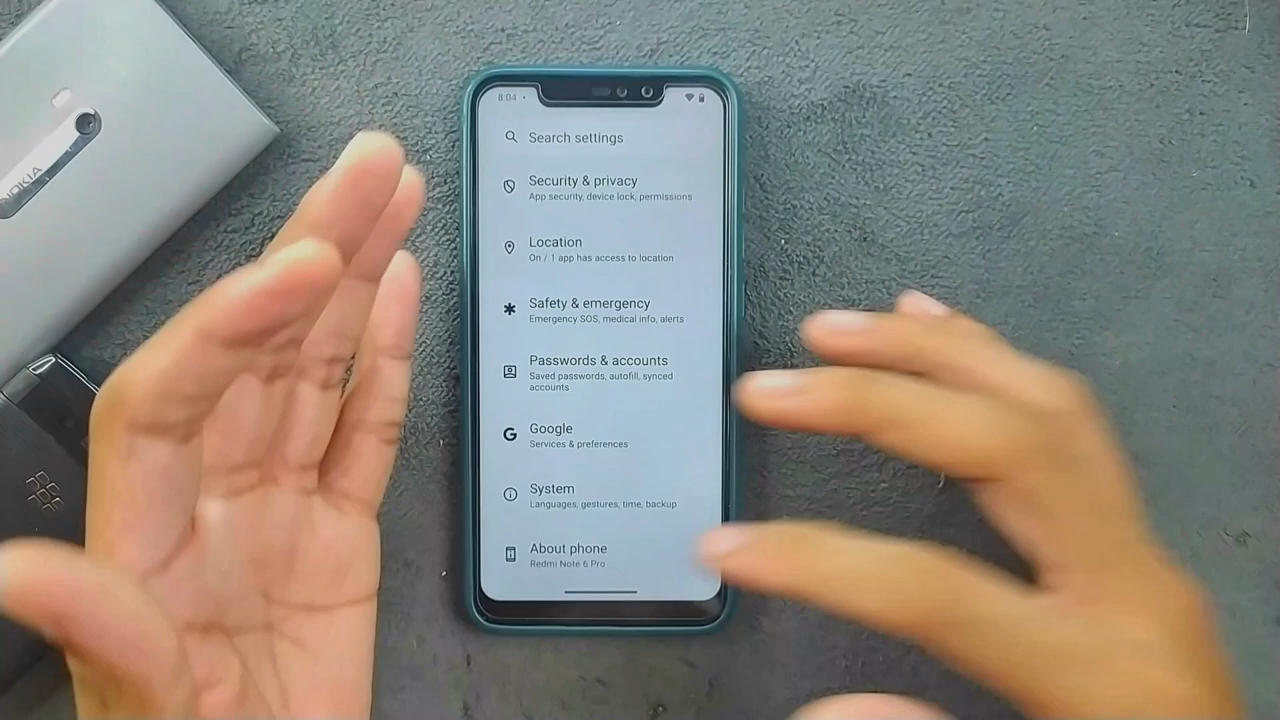 NOKIA
8:04
Search settings
Security & privacy
App security, device lock, permissions
Location
On / 1 app has access to location
Safety & emergency
Emergency SOS, medical info, alerts
Passwords & accounts
Saved passwords, autofill, synced
accounts
Google
Services & preferences
System
Languages, gestures, time, backup
About phone
Redmi Note 6 Pro